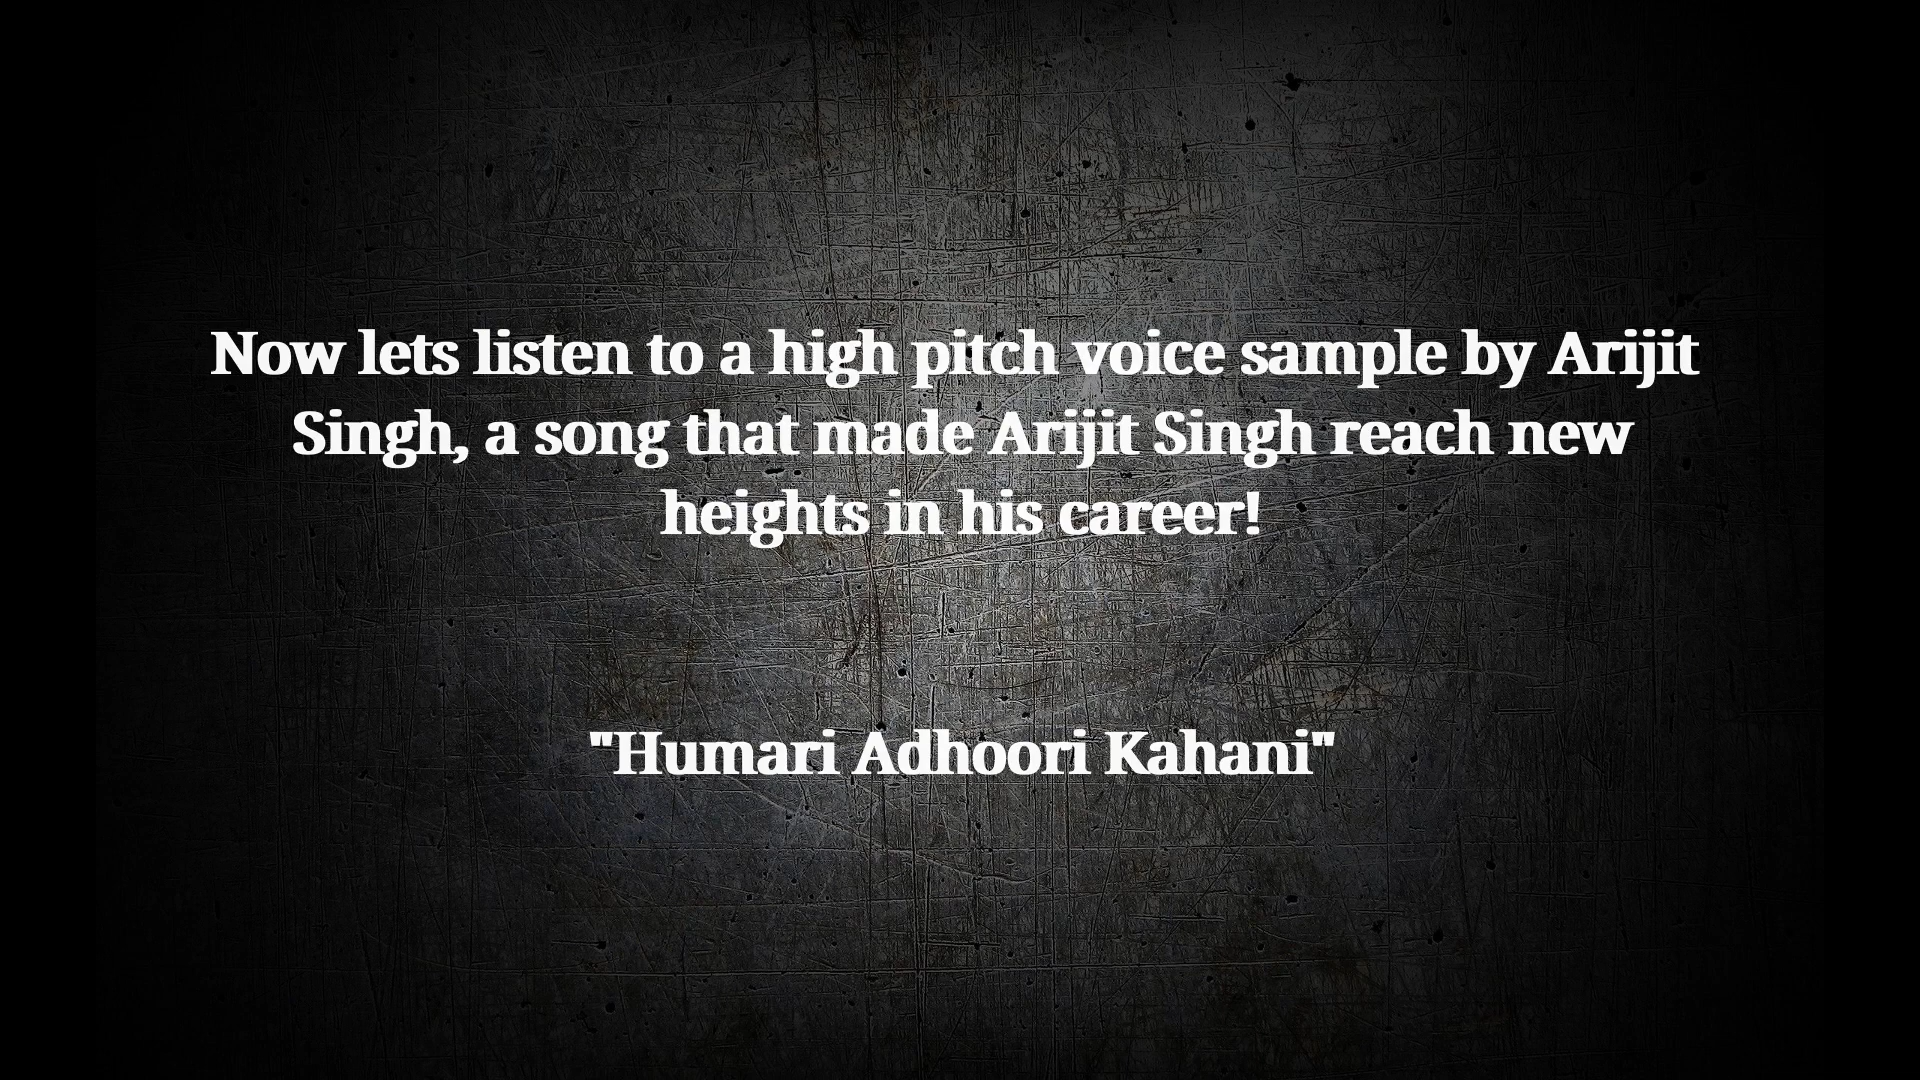 Now lets listen to a high pitch voice sample by Arijit
Singh, a song that made Arijit Singh reach new
heights in his career!
"Humari Adhoori Kahani"